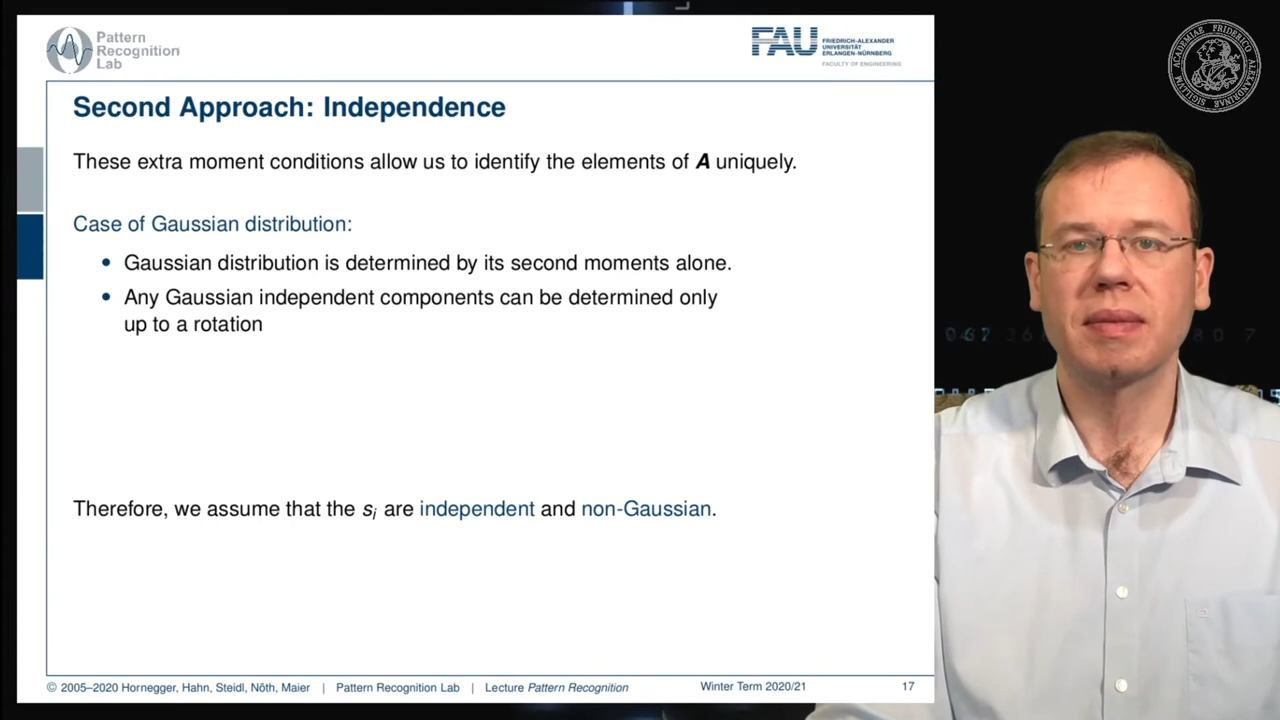 Pattern
Recognition
Lab
FAU
FRIEDRICH-ALEXANDER
UNIVERSITÄT
ERLANGEN-NÜRNBERG
FACULTY OF ENGINEERING
Second Approach: Independence
These extra moment conditions allow us to identify the elements of A uniquely.
Case of Gaussian distribution:
• Gaussian distribution is determined by its second moments alone.
• Any Gaussian independent components can be determined only
up to a rotation
Therefore, we assume that the sᵢ are independent and non-Gaussian.
© 2005–2020 Hornegger, Hahn, Steidl, Nöth, Maier | Pattern Recognition Lab | Lecture Pattern Recognition Winter Term 2020/21 17